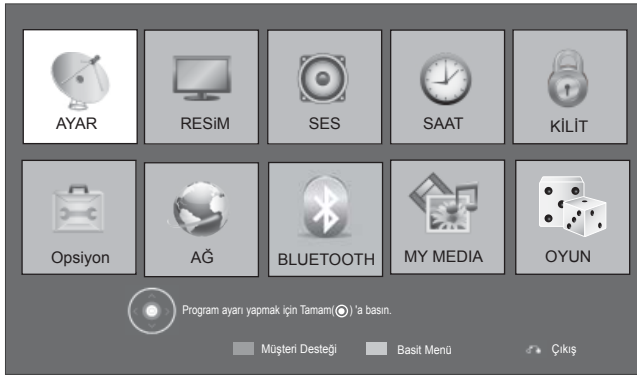 AYAR RESiM SES SAAT KİLİT
Opsiyon AĞ BLUETOOTH MY MEDIA OYUN
Program ayarı yapmak için Tamam(◉) 'a basın.
Müşteri Desteği Basit Menü Çıkış